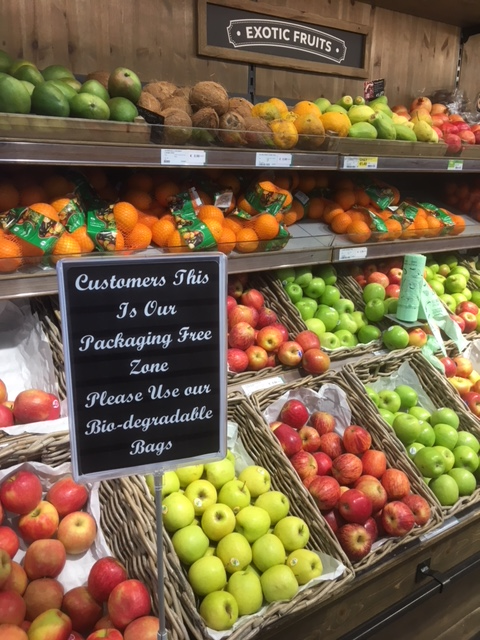 • EXOTIC FRUITS •
Customers This
Is Our
Packaging Free
Zone
Please Use our
Bio-degradable
Bags